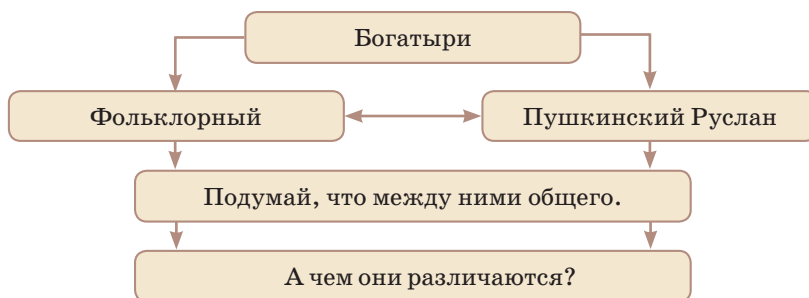 Богатыри
Фольклорный
Пушкинский Руслан
Подумай, что между ними общего.
А чем они различаются?